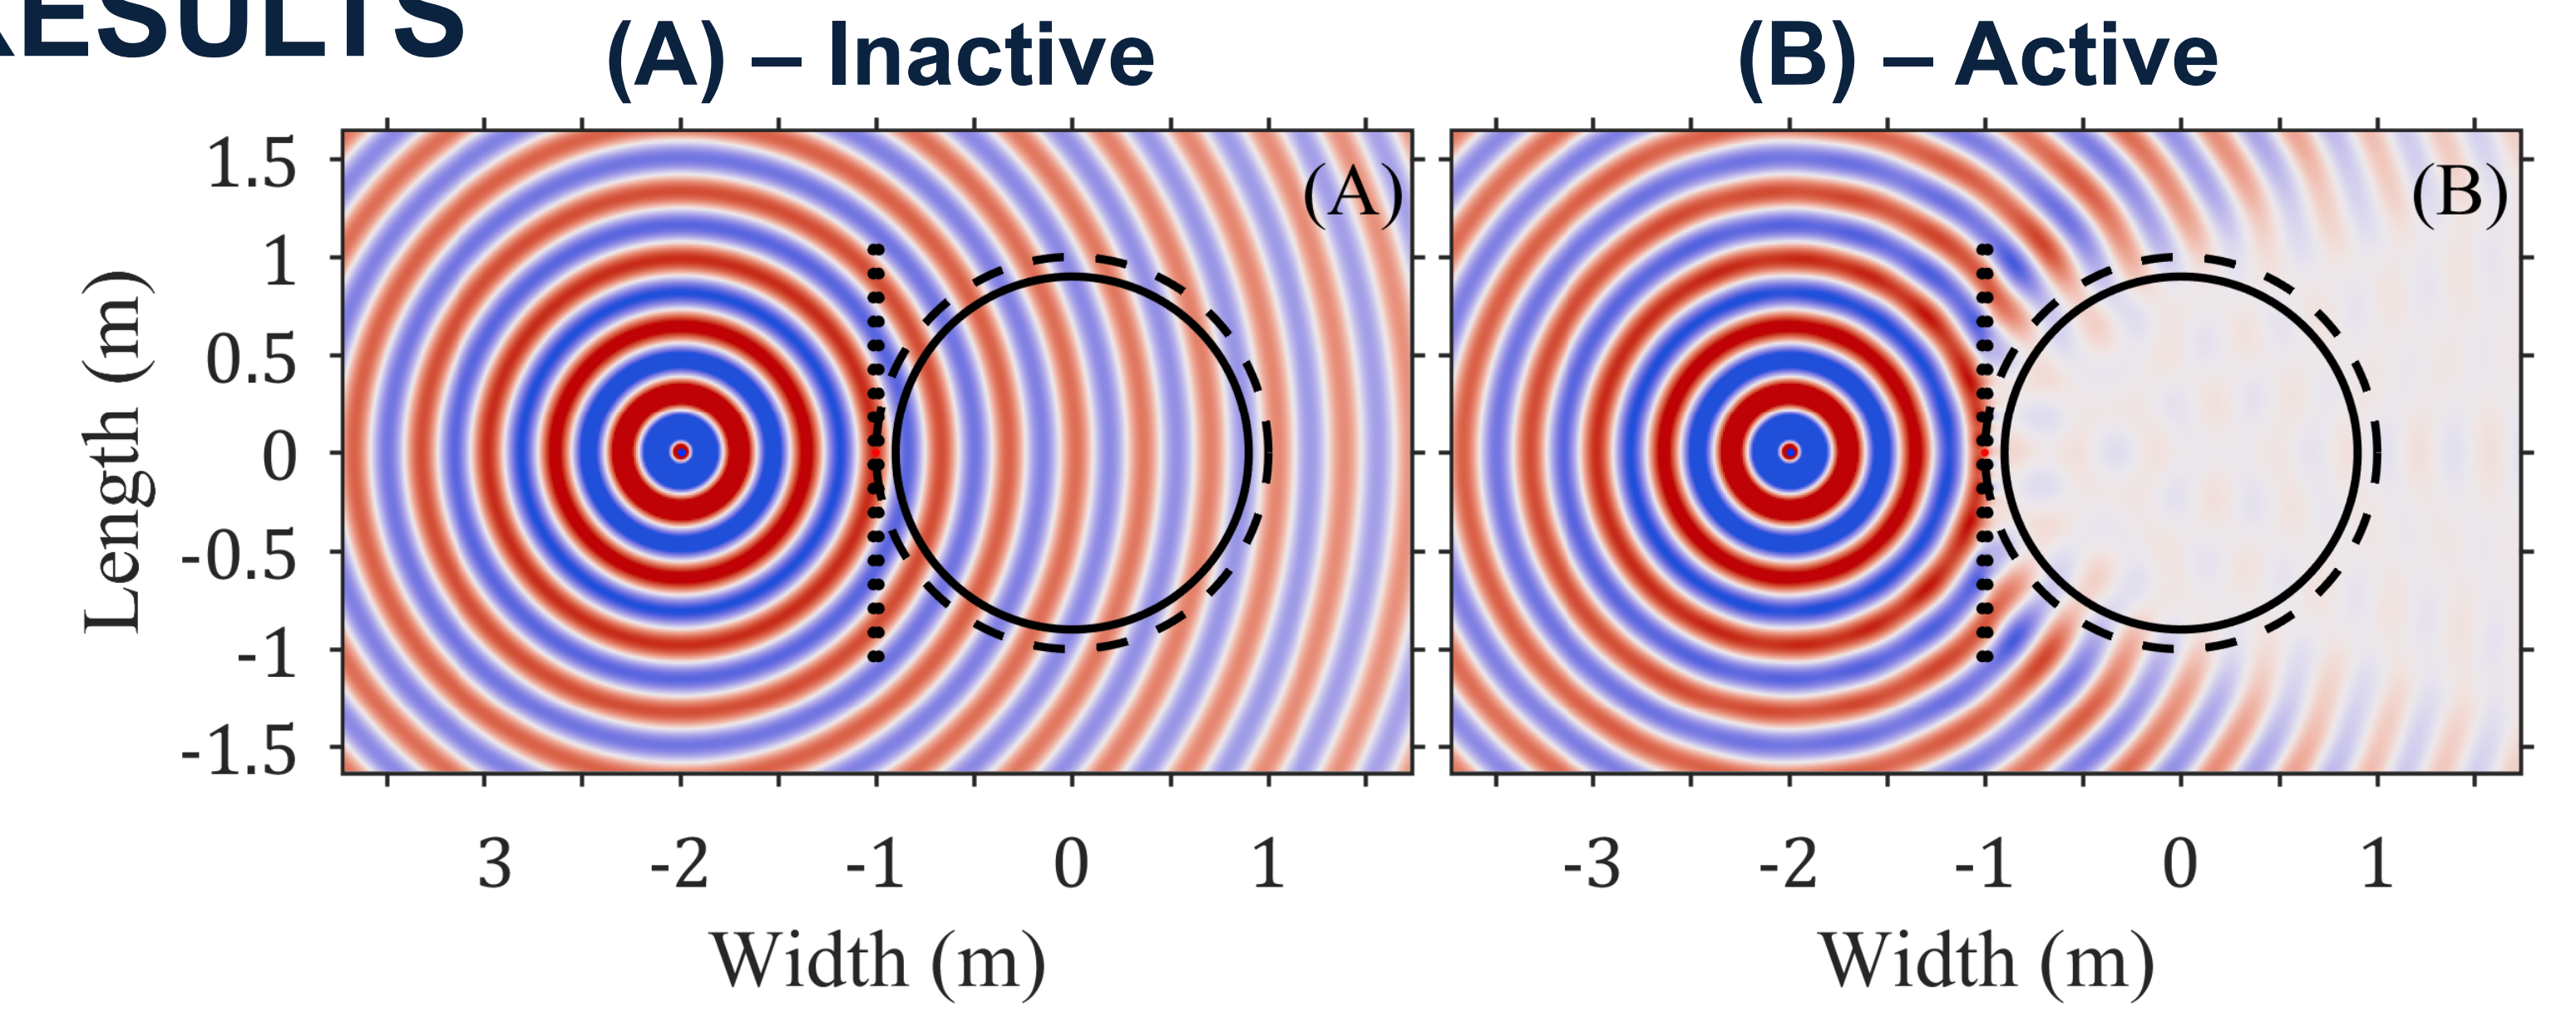 RESULTS
(A) – Inactive
(B) – Active
(A)
(B)
Length (m)
1.5
1
0.5
0
-0.5
-1
-1.5
3 -2 -1 0 1
-3 -2 -1 0 1
Width (m)
Width (m)